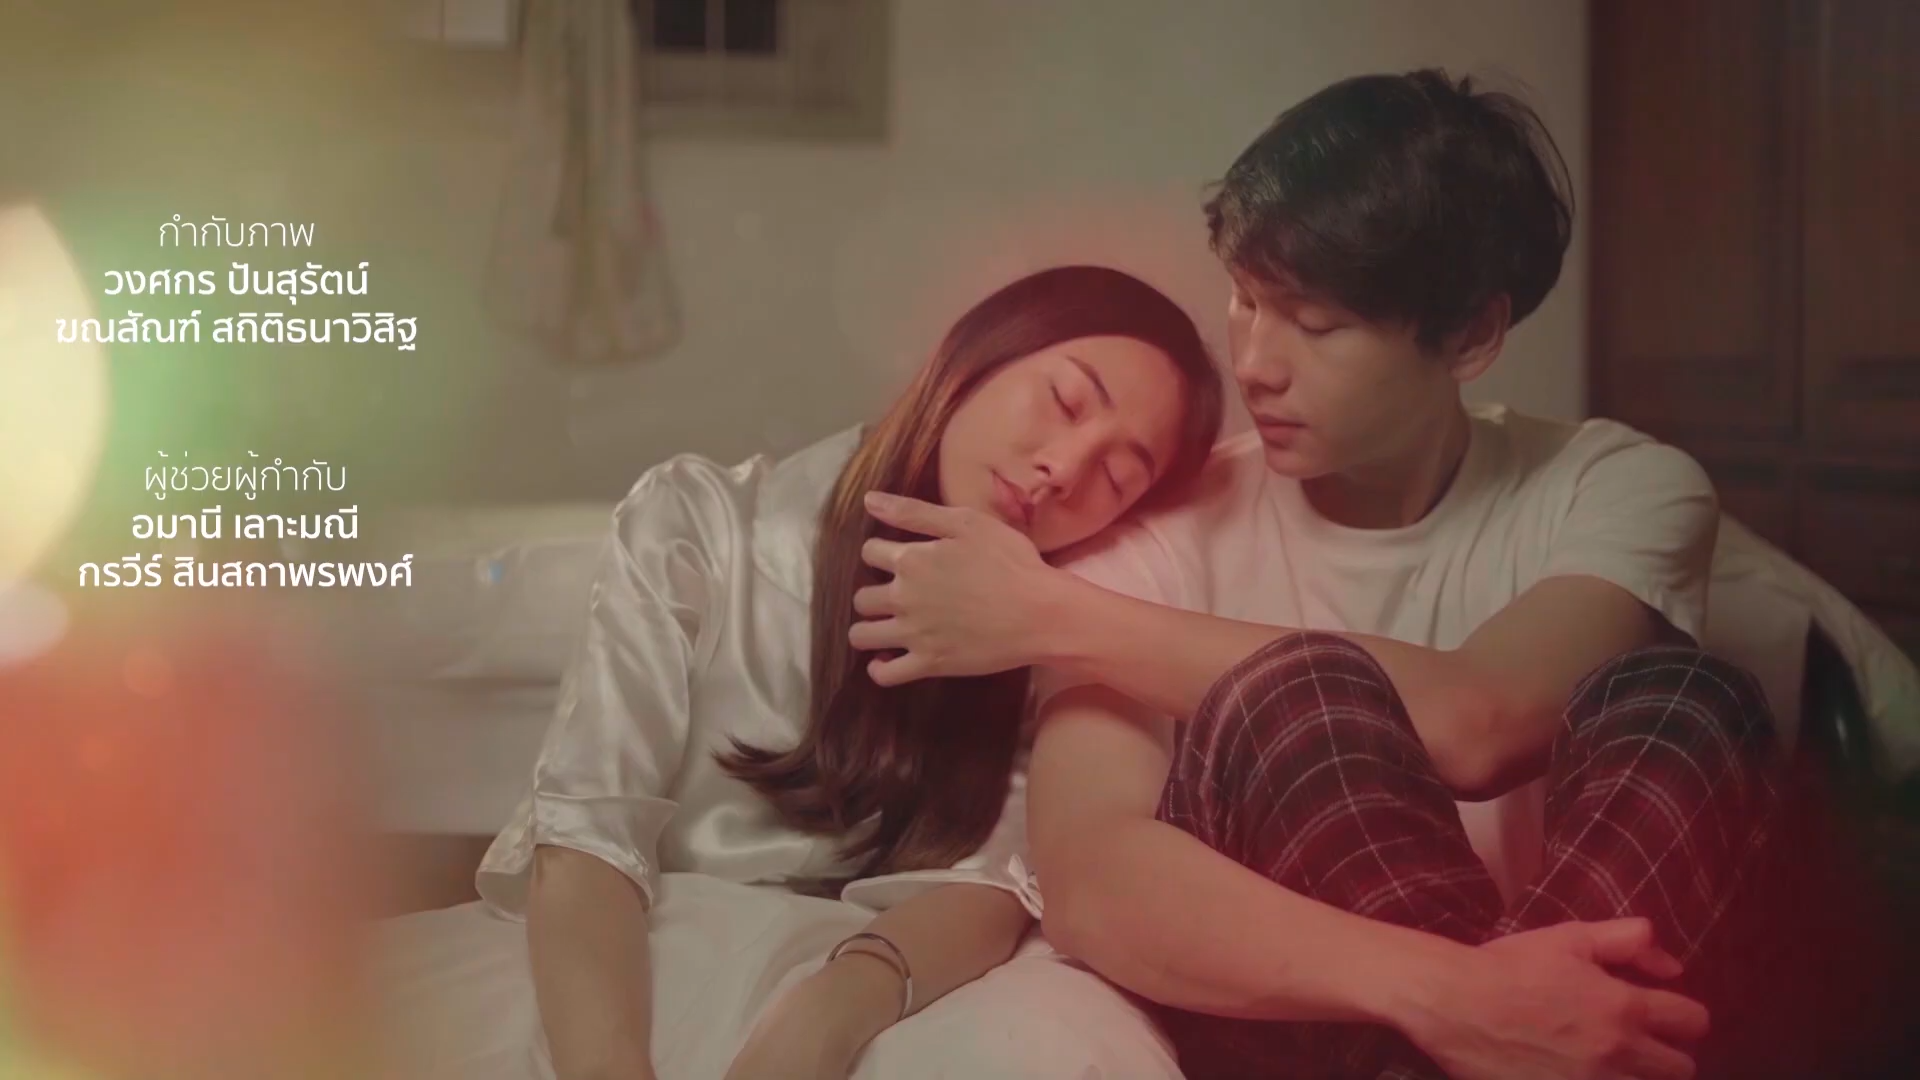 กำกับภาพ
วงศกร ปันสุรัตน์
ฆณสัณฑ์ สถิติธนาวิสิฐ
ผู้ช่วยผู้กำกับ
อมานี เลาะมณี
กรวีร์ สินสถาพรพงศ์